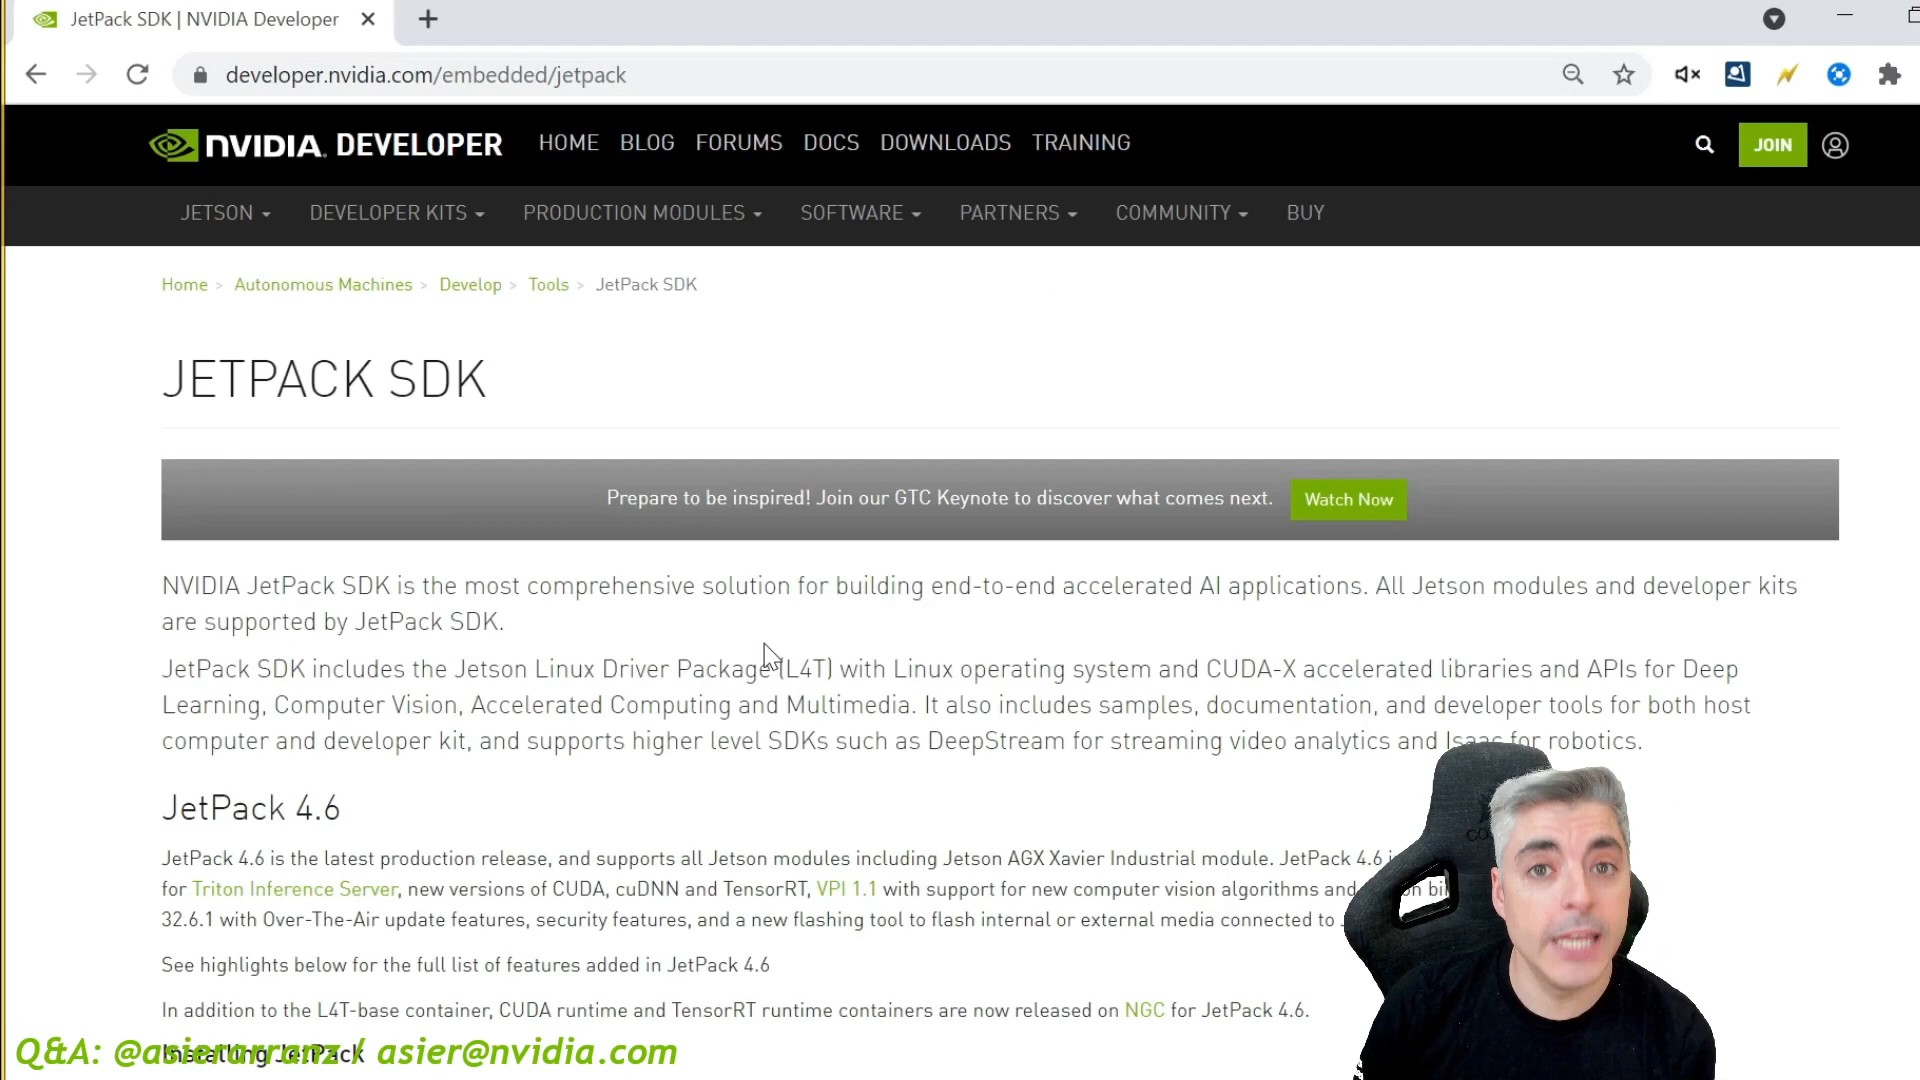 JetPack SDK | NVIDIA Developer
developer.nvidia.com/embedded/jetpack
NVIDIA. DEVELOPER HOME BLOG FORUMS DOCS DOWNLOADS TRAINING JOIN
JETSON DEVELOPER KITS PRODUCTION MODULES SOFTWARE PARTNERS COMMUNITY BUY
Home > Autonomous Machines > Develop > Tools > JetPack SDK
JETPACK SDK
Prepare to be inspired! Join our GTC Keynote to discover what comes next. Watch Now
NVIDIA JetPack SDK is the most comprehensive solution for building end-to-end accelerated AI applications. All Jetson modules and developer kits
are supported by JetPack SDK.
JetPack SDK includes the Jetson Linux Driver Package (L4T) with Linux operating system and CUDA-X accelerated libraries and APIs for Deep
Learning, Computer Vision, Accelerated Computing and Multimedia. It also includes samples, documentation, and developer tools for both host
computer and developer kit, and supports higher level SDKs such as DeepStream for streaming video analytics and Isaac for robotics.
JetPack 4.6
JetPack 4.6 is the latest production release, and supports all Jetson modules including Jetson AGX Xavier Industrial module. JetPack 4.6
for Triton Inference Server, new versions of CUDA, cuDNN and TensorRT, VPI 1.1 with support for new computer vision algorithms and
32.6.1 with Over-The-Air update features, security features, and a new flashing tool to flash internal or external media connected to
See highlights below for the full list of features added in JetPack 4.6
In addition to the L4T-base container, CUDA runtime and TensorRT runtime containers are now released on NGC for JetPack 4.6.
Installing JetPack
Q&A: @asierarranz / asier@nvidia.com